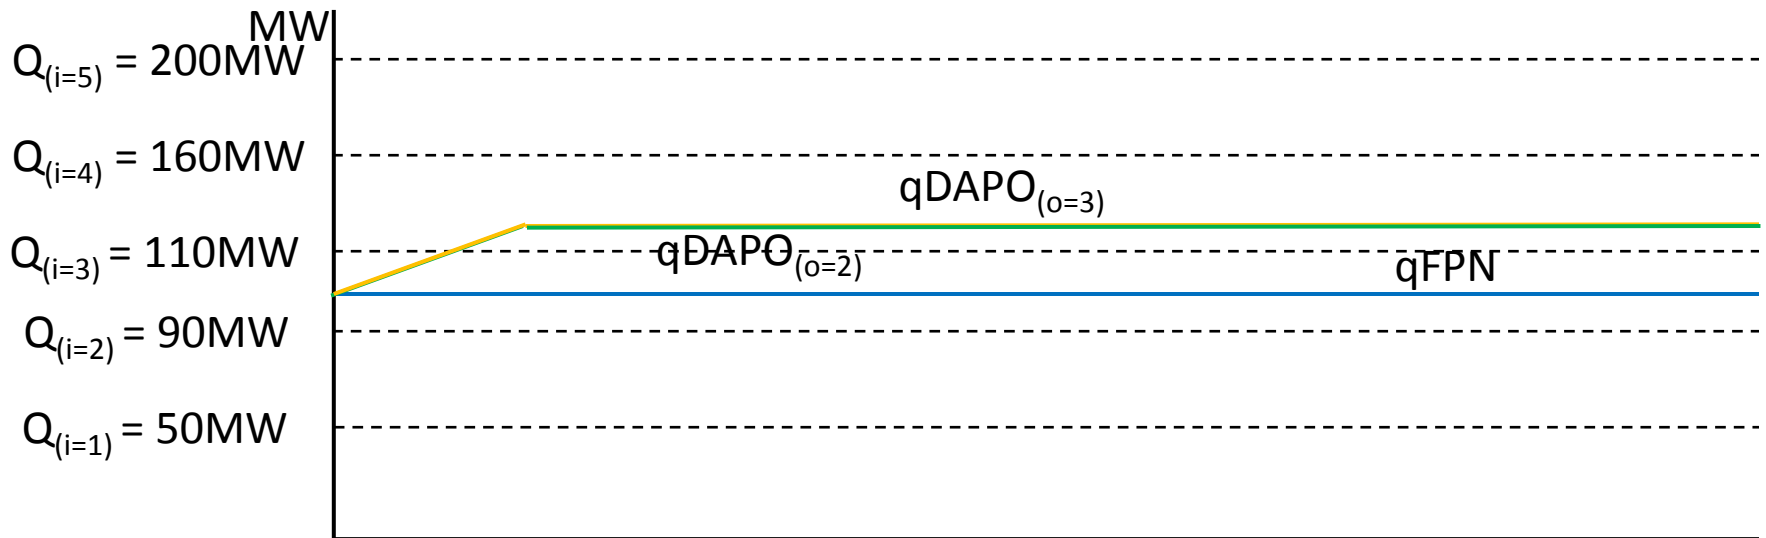 MW
Q(i=5) = 200MW
Q(i=4) = 160MW
qDAPO(o=3)
Q(i=3) = 110MW
qDAPO(o=2)
qFPN
Q(i=2) = 90MW
Q(i=1) = 50MW